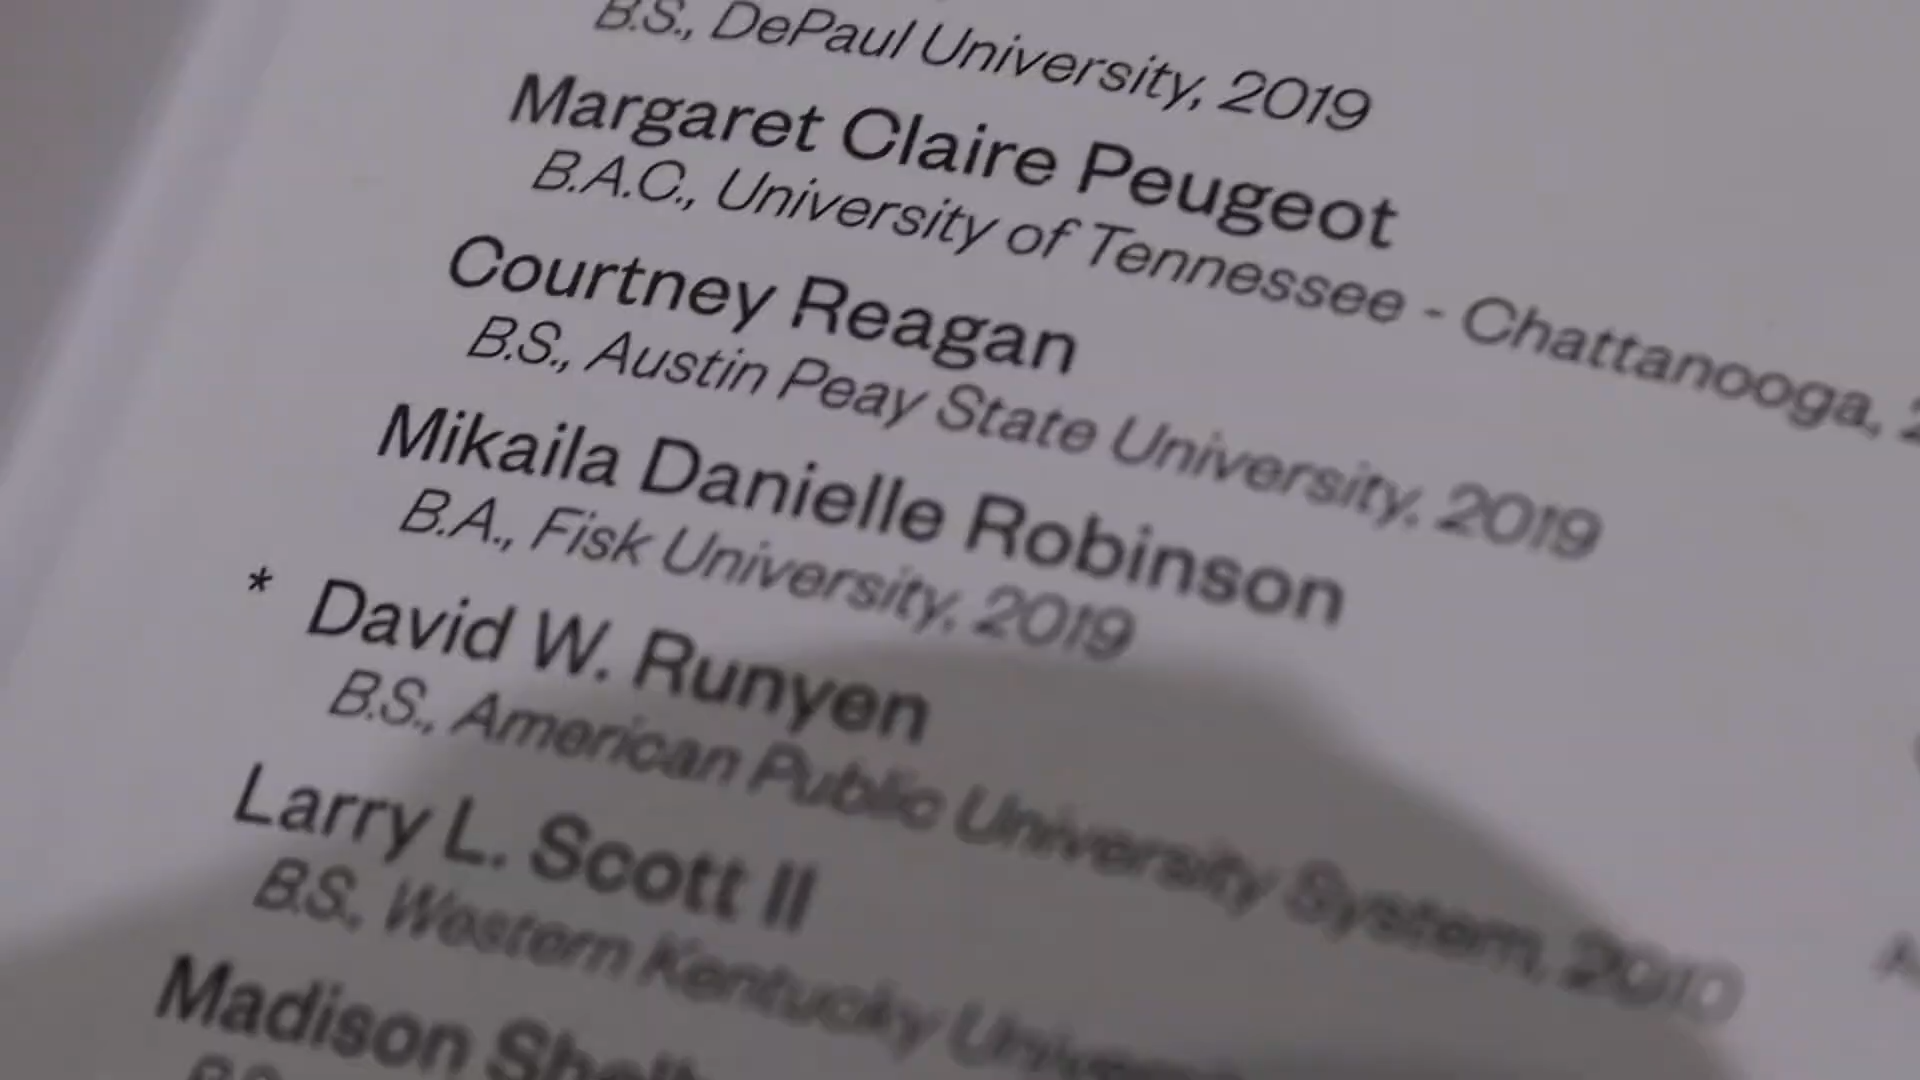 B.S., DePaul University, 2019
Margaret Claire Peugeot
B.A.C., University of Tennessee - Chattanooga,
Courtney Reagan
B.S., Austin Peay State University, 2019
Mikaila Danielle Robinson
B.A., Fisk University, 2019
* David W. Runyen
B.S., American Public University System, 2010
Larry L. Scott II
B.S., Western Kentucky
Madison